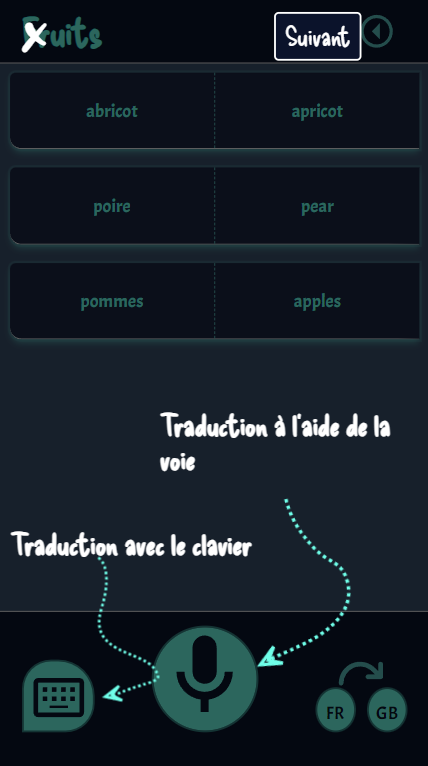 Fruits
Suivant
abricot apricot
poire pear
pommes apples
Traduction à l'aide de la
voie
Traduction avec le clavier
FR GB